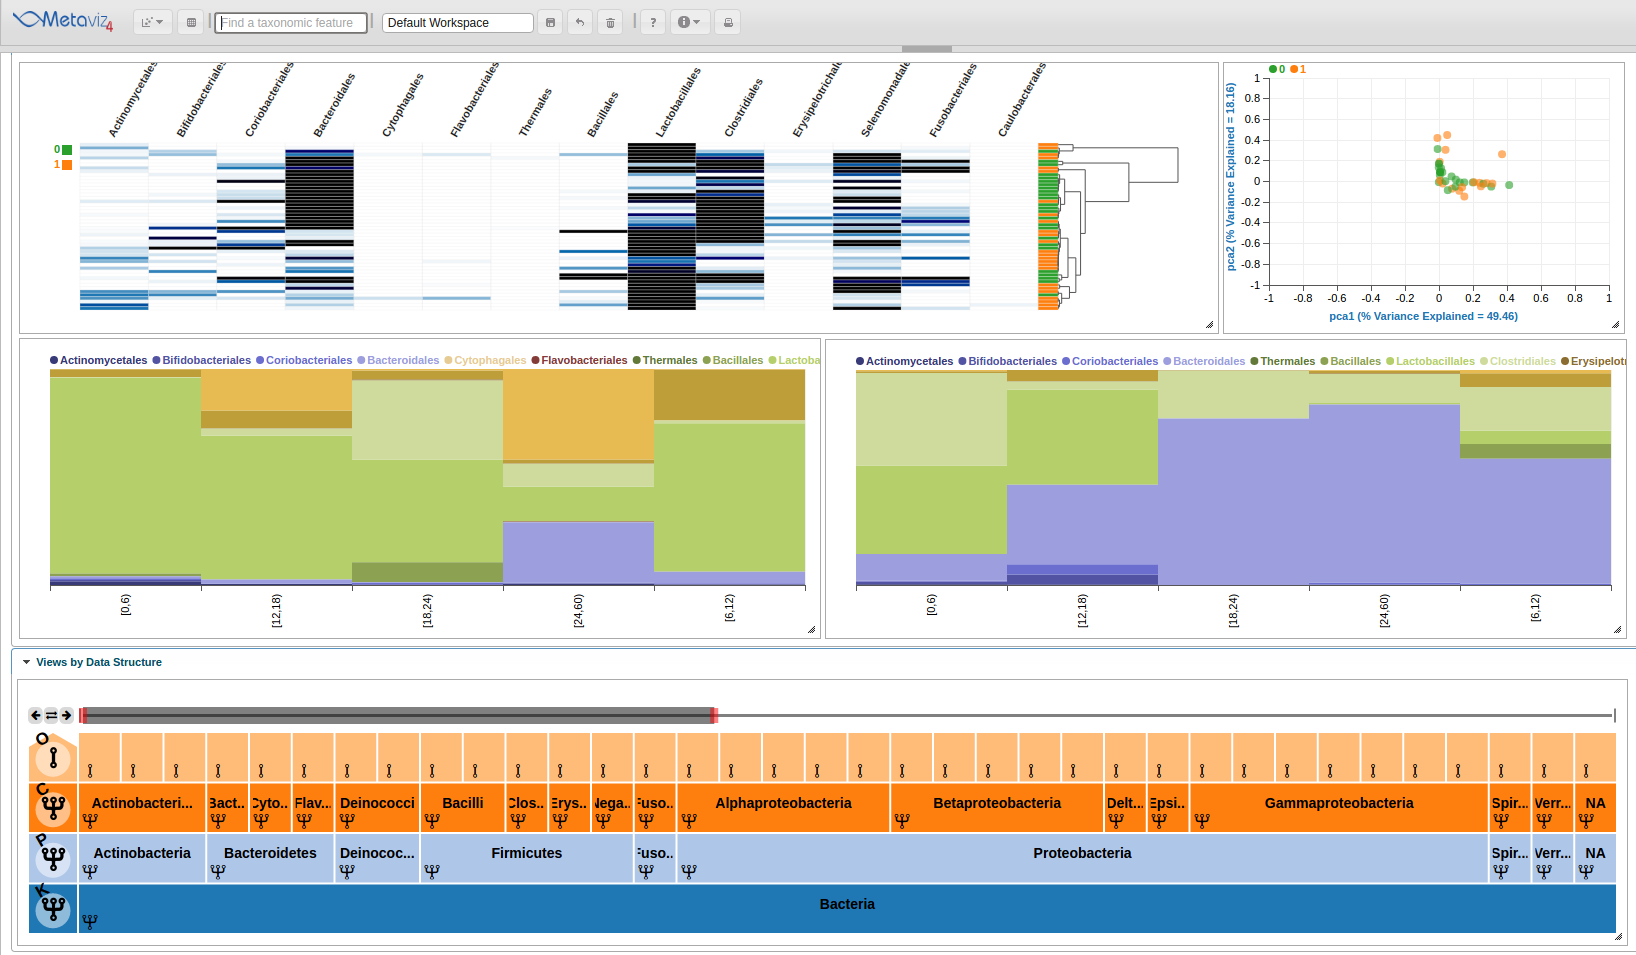 Metaviz 4 Find a taxonomic feature Default Workspace ? i
Actinomycetales Bifidobacteriales Coriobacteriales Bacteroidales Cytophagales Flavobacteriales Thermales Bacillales Lactobacillales Clostridiales Erysipelotrichale Selenomonadale Fusobacteriales Caulobacterales
0
1
0 1
pca2 (% Variance Explained = 18.16)
1
0.8
0.6
0.4
0.2
0
-0.2
-0.4
-0.6
-0.8
-1
-1 -0.8 -0.6 -0.4 -0.2 0 0.2 0.4 0.6 0.8 1
pca1 (% Variance Explained = 49.46)
Actinomycetales Bifidobacteriales Coriobacteriales Bacteroidales Cytophagales Flavobacteriales Thermales Bacillales Lactoba
[0,6) [12,18) [18,24) [24,60) [6,12)
Actinomycetales Bifidobacteriales Coriobacteriales Bacteroidales Thermales Bacillales Lactobacillales Clostridiales Erysipelot
[0,6) [12,18) [18,24) [24,60) [6,12)
Views by Data Structure
O
C Actinobacteri... Bact.. Cyto.. Flav... Deinococci Bacilli Clos.. Erys... Nega.. Fuso.. Alphaproteobacteria Betaproteobacteria Delt... Epsi.. Gammaproteobacteria Spir... Verr... NA
P Actinobacteria Bacteroidetes Deinococ... Firmicutes Fuso.. Proteobacteria Spir... Verr... NA
K Bacteria